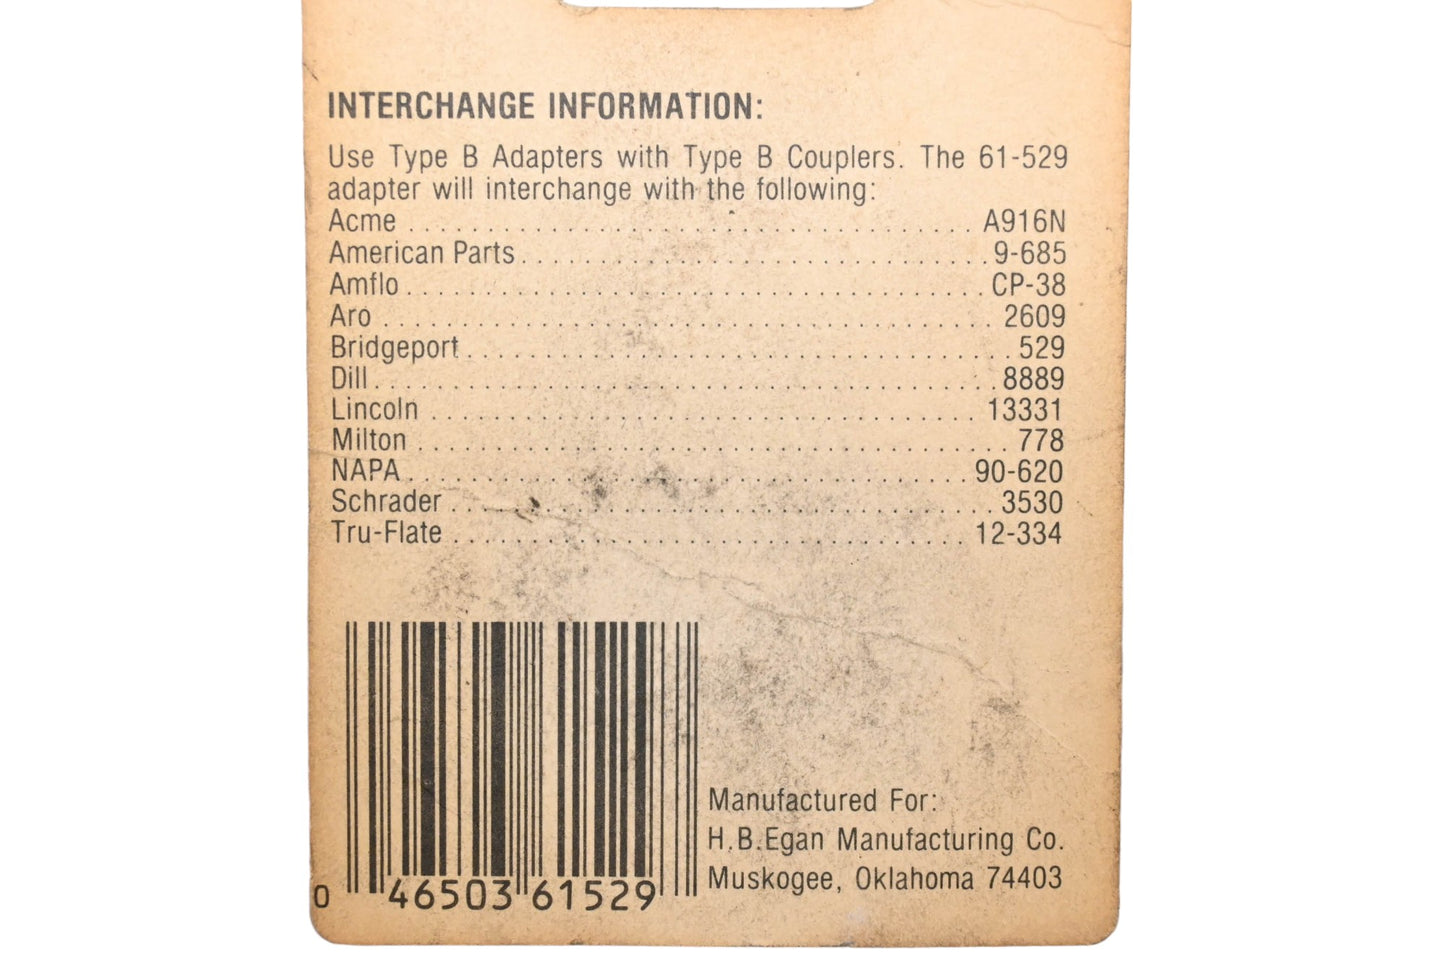 INTERCHANGE INFORMATION:
Use Type B Adapters with Type B Couplers. The 61-529
adapter will interchange with the following:
Acme . . . . . . . . . . . . . . . . . . . . . . . . . . . . . . . . . . . . A916N
American Parts . . . . . . . . . . . . . . . . . . . . . . . . . . . . . 9-685
Amflo . . . . . . . . . . . . . . . . . . . . . . . . . . . . . . . . . . . . CP-38
Aro . . . . . . . . . . . . . . . . . . . . . . . . . . . . . . . . . . . . . . 2609
Bridgeport . . . . . . . . . . . . . . . . . . . . . . . . . . . . . . . . . . 529
Dill . . . . . . . . . . . . . . . . . . . . . . . . . . . . . . . . . . . . . . . 8889
Lincoln . . . . . . . . . . . . . . . . . . . . . . . . . . . . . . . . . . 13331
Milton . . . . . . . . . . . . . . . . . . . . . . . . . . . . . . . . . . . . . 778
NAPA . . . . . . . . . . . . . . . . . . . . . . . . . . . . . . . . . . . 90-620
Schrader . . . . . . . . . . . . . . . . . . . . . . . . . . . . . . . . . . 3530
Tru-Flate . . . . . . . . . . . . . . . . . . . . . . . . . . . . . . . . 12-334
Manufactured For:
H.B.Egan Manufacturing Co.
Muskogee, Oklahoma 74403
0 46503 61529